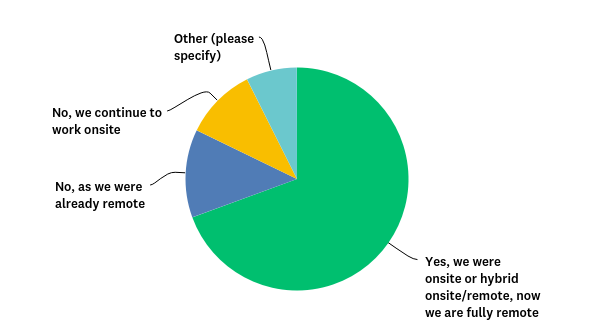 Other (please
specify)
No, we continue to
work onsite
No, as we were
already remote
Yes, we were
onsite or hybrid
onsite/remote, now
we are fully remote